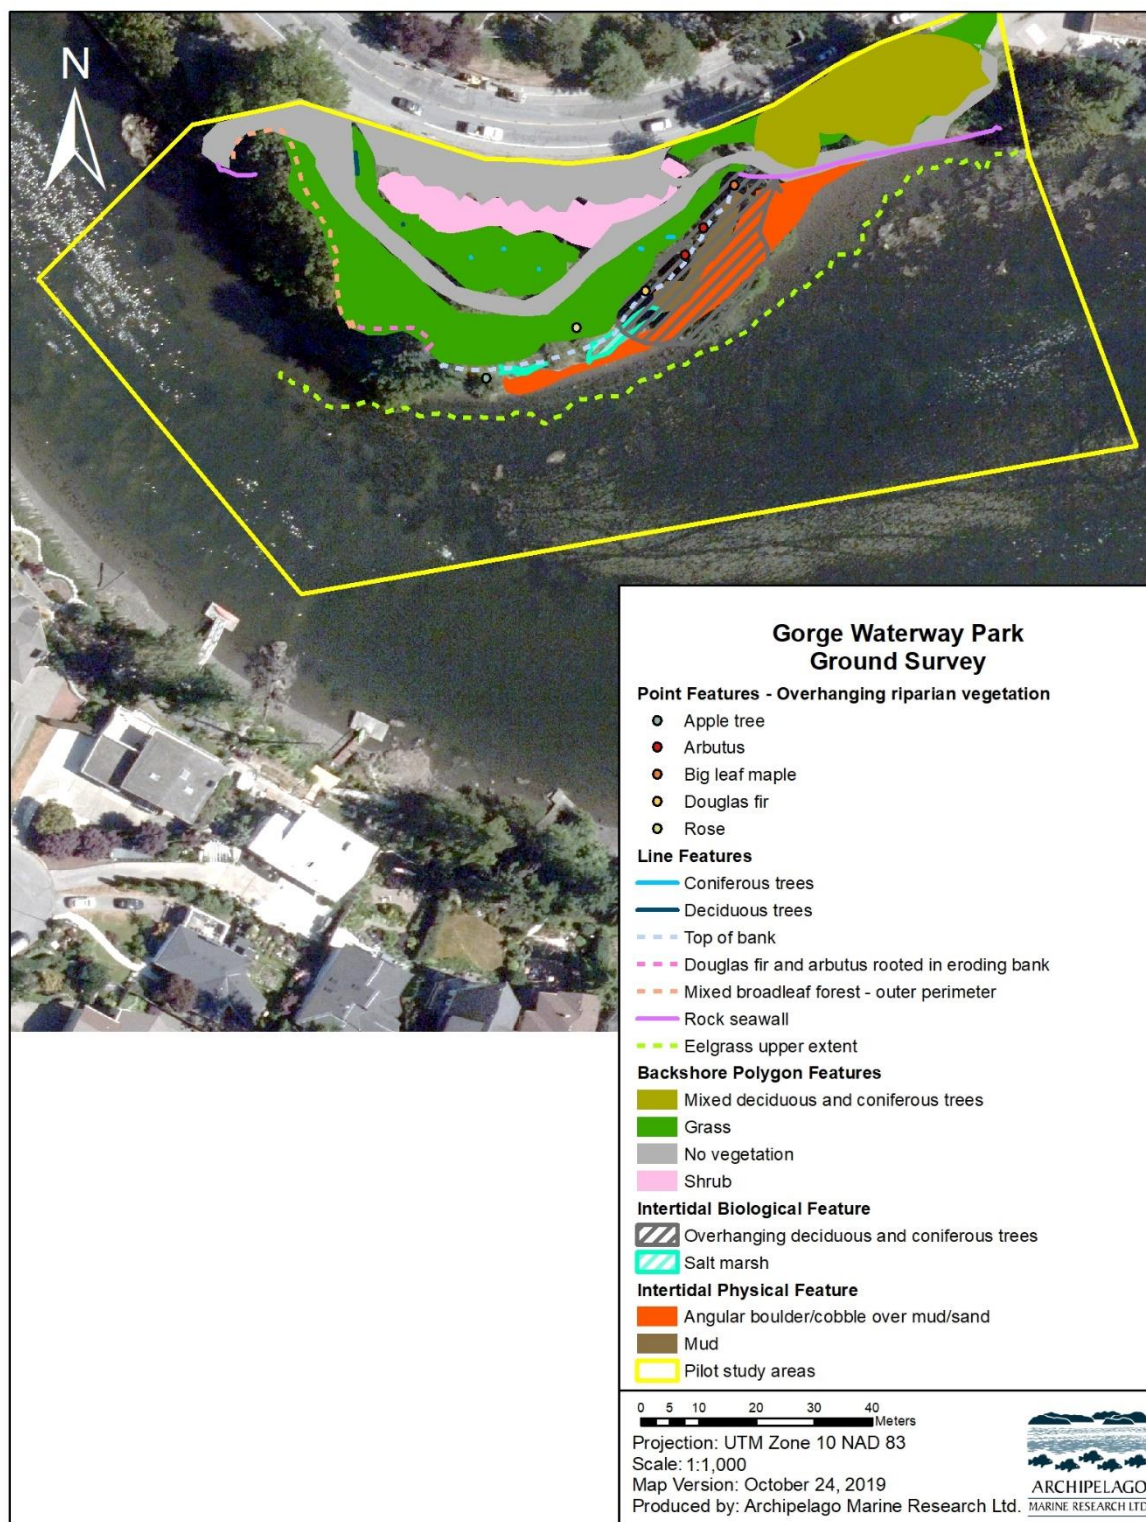 N
Gorge Waterway Park
Ground Survey
Point Features - Overhanging riparian vegetation
Apple tree
Arbutus
Big leaf maple
Douglas fir
Rose
Line Features
Coniferous trees
Deciduous trees
Top of bank
Douglas fir and arbutus rooted in eroding bank
Mixed broadleaf forest - outer perimeter
Rock seawall
Eelgrass upper extent
Backshore Polygon Features
Mixed deciduous and coniferous trees
Grass
No vegetation
Shrub
Intertidal Biological Feature
Overhanging deciduous and coniferous trees
Salt marsh
Intertidal Physical Feature
Angular boulder/cobble over mud/sand
Mud
Pilot study areas
0 5 10 20 30 40
Meters
Projection: UTM Zone 10 NAD 83
Scale: 1:1,000
Map Version: October 24, 2019
Produced by: Archipelago Marine Research Ltd.
ARCHIPELAGO
MARINE RESEARCH LTD